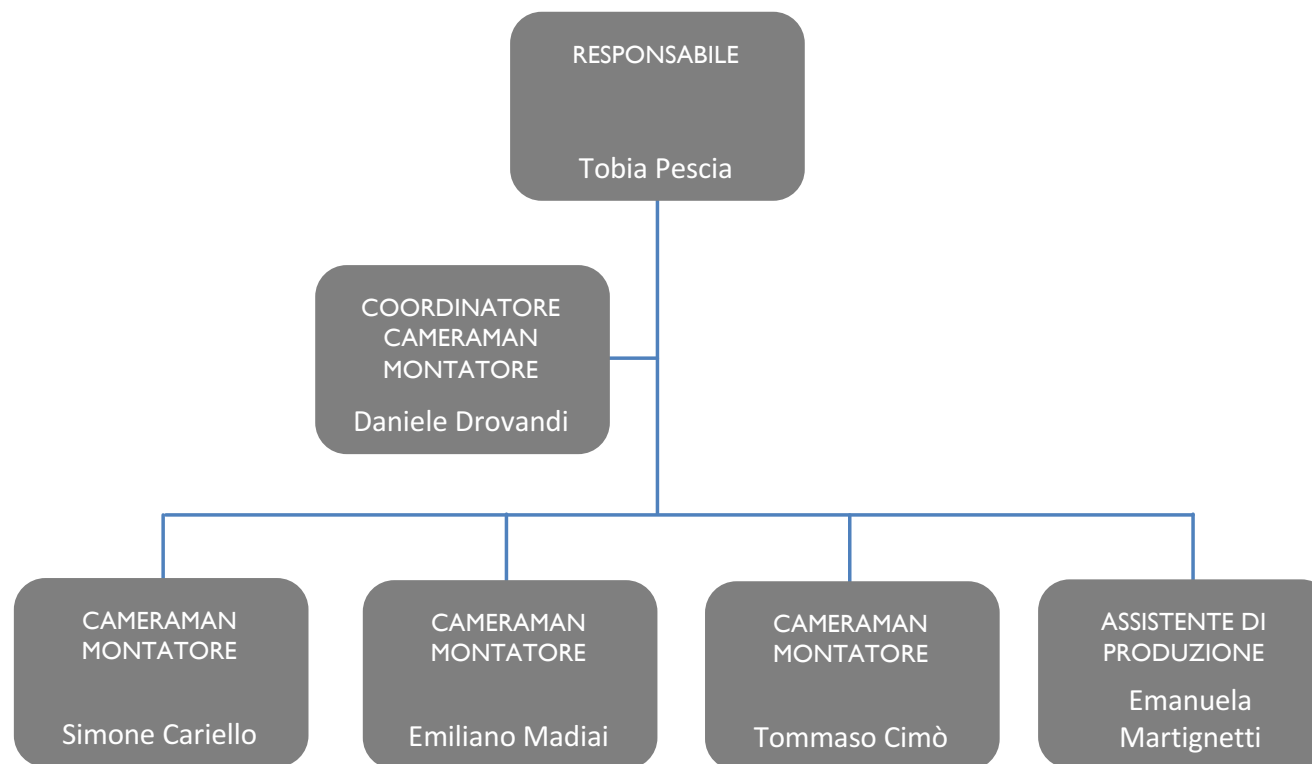 RESPONSABILE
Tobia Pescia
COORDINATORE
CAMERAMAN
MONTATORE
Daniele Drovandi
CAMERAMAN
MONTATORE
Simone Cariello
CAMERAMAN
MONTATORE
Emiliano Madiai
CAMERAMAN
MONTATORE
Tommaso Cimò
ASSISTENTE DI
PRODUZIONE
Emanuela
Martignetti